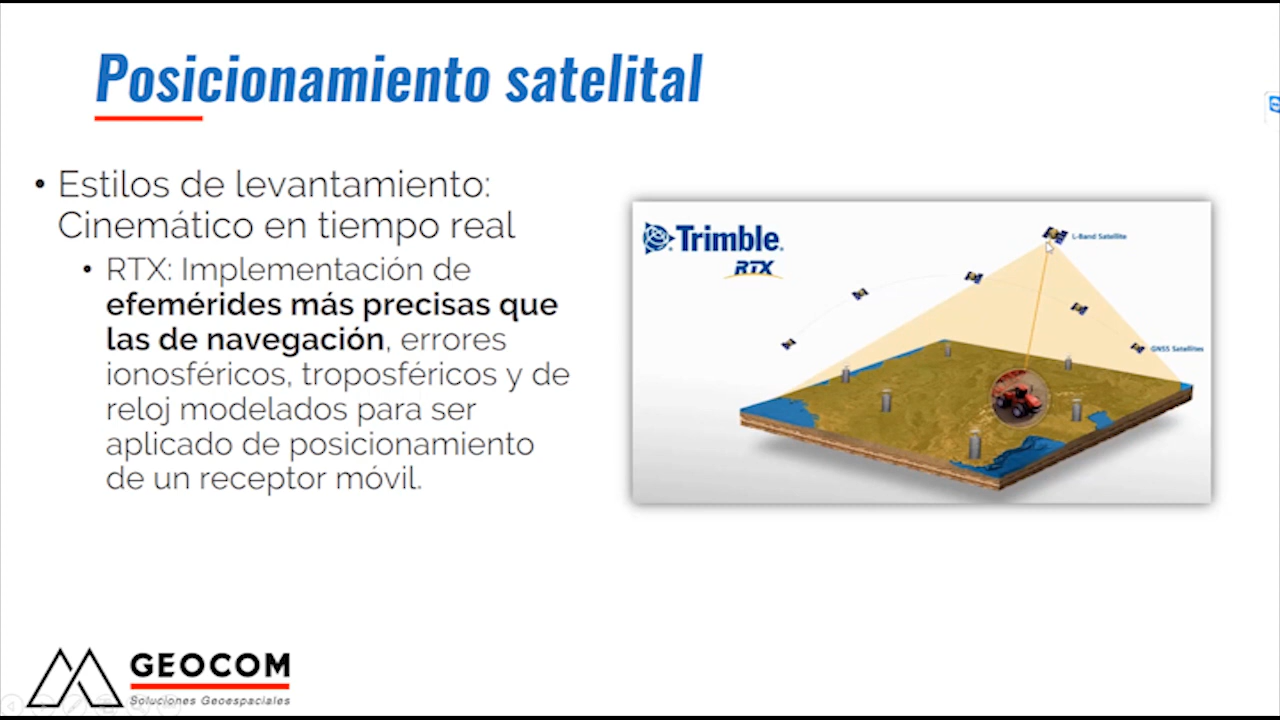 Posicionamiento satelital
• Estilos de levantamiento:
Cinemático en tiempo real
• RTX: Implementación de
efemérides más precisas que
las de navegación, errores
ionosféricos, troposféricos y de
reloj modelados para ser
aplicado de posicionamiento
de un receptor móvil.
Trimble.
RTX
L-Band Satellite
GNSS Satellites
GEOCOM
Soluciones Geoespaciales